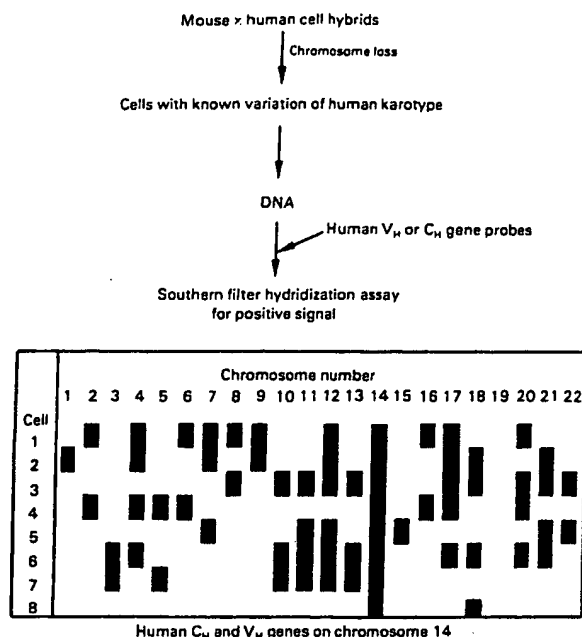 Mouse × human cell hybrids
Chromosome loss
Cells with known variation of human karotype
DNA
Human VH or CH gene probes
Southern filter hydridization assay
for positive signal
Chromosome number
1 2 3 4 5 6 7 8 9 10 11 12 13 14 15 16 17 18 19 20 21 22
Cell
1
2
3
4
5
6
7
8
Human CH and VH genes on chromosome 14